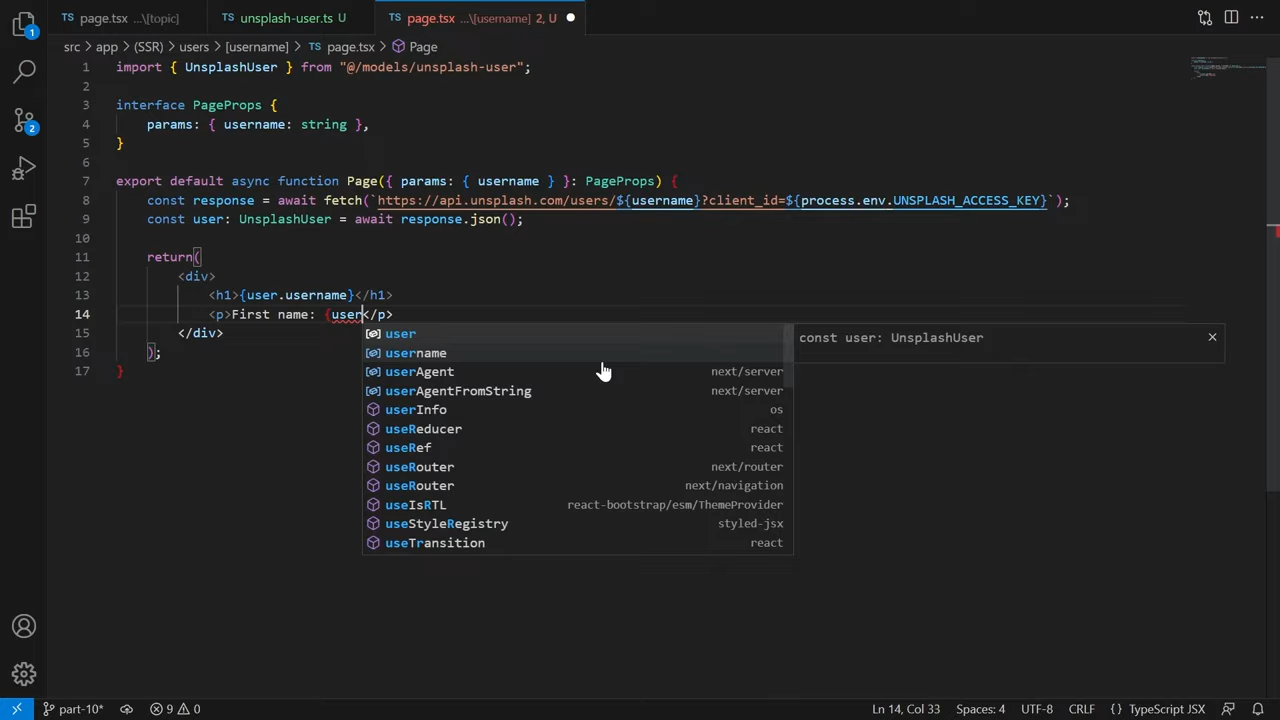 page.tsx ...\[topic]
unsplash-user.ts U
page.tsx ...\[username] 2, U
src > app > (SSR) > users > [username] > page.tsx > Page
1 import { UnsplashUser } from "@/models/unsplash-user";
2
3 interface PageProps {
4 params: { username: string },
5 }
6
7 export default async function Page({ params: { username } }: PageProps) {
8 const response = await fetch(`https://api.unsplash.com/users/${username}?client_id=${process.env.UNSPLASH_ACCESS_KEY}`);
9 const user: UnsplashUser = await response.json();
10
11 return(
12 <div>
13 <h1>{user.username}</h1>
14 <p>First name: {user</p>
15 </div>
16 );
17 }
user
const user: UnsplashUser
username
userAgent next/server
userAgentFromString next/server
userInfo os
useReducer react
useRef react
useRouter next/router
useRouter next/navigation
useIsRTL react-bootstrap/esm/ThemeProvider
useStyleRegistry styled-jsx
useTransition react
1
2
part-10* 0 0 Ln 14, Col 33 Spaces: 4 UTF-8 CRLF {} TypeScript JSX